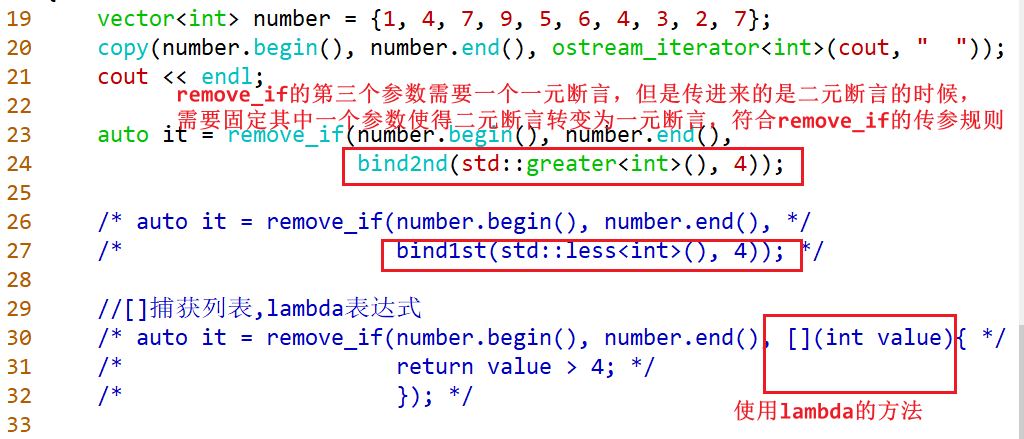 19 vector<int> number = {1, 4, 7, 9, 5, 6, 4, 3, 2, 7};
20 copy(number.begin(), number.end(), ostream_iterator<int>(cout, "  "));
21 cout << endl;
remove_if的第三个参数需要一个一元断言，但是传进来的是二元断言的时候，
22
需要固定其中一个参数使得二元断言转变为一元断言，符合remove_if的传参规则
23 auto it = remove_if(number.begin(), number.end(),
24 bind2nd(std::greater<int>(), 4));
25
26 /* auto it = remove_if(number.begin(), number.end(), */
27 /* bind1st(std::less<int>(), 4)); */
28
29 //[]捕获列表,lambda表达式
30 /* auto it = remove_if(number.begin(), number.end(), [](int value){ */
31 /* return value > 4; */
32 /* }); */
使用lambda的方法
33